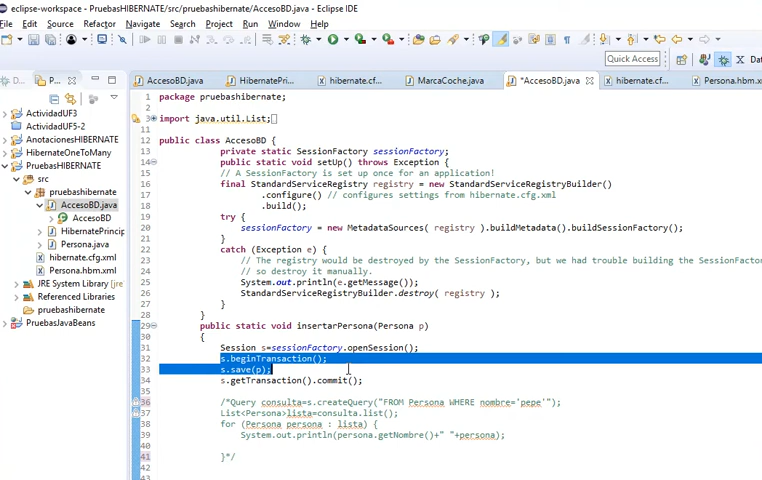 eclipse-workspace - PruebasHIBERNATE/src/pruebashibernate/AccesoBD.java - Eclipse IDE
File Edit Source Refactor Navigate Search Project Run Window Help
Quick Access
Da
D... P...
AccesoBD.java HibernatePri... hibernate.cf... MarcaCoche.java *AccesoBD.java hibernate.cf... Persona.hbm.x
ActividadUF3
ActividadUF5-2
AnotacionesHIBERNATE
HibernateOneToMany
PruebasHIBERNATE
src
pruebashibernate
AccesoBD.java
AccesoBD
HibernatePrincip
Persona.java
hibernate.cfg.xml
Persona.hbm.xml
JRE System Library [jre
Referenced Libraries
pruebashibernate
PruebasJavaBeans
1 package pruebashibernate;
2
3 import java.util.List;
11
12 public class AccesoBD {
13 private static SessionFactory sessionFactory;
14 public static void setUp() throws Exception {
15 // A SessionFactory is set up once for an application!
16 final StandardServiceRegistry registry = new StandardServiceRegistryBuilder()
17 .configure() // configures settings from hibernate.cfg.xml
18 .build();
19 try {
20 sessionFactory = new MetadataSources( registry ).buildMetadata().buildSessionFactory();
21 }
22 catch (Exception e) {
23 // The registry would be destroyed by the SessionFactory, but we had trouble building the SessionFactor
24 // so destroy it manually.
25 System.out.println(e.getMessage());
26 StandardServiceRegistryBuilder.destroy( registry );
27 }
28 }
29 public static void insertarPersona(Persona p)
30 {
31 Session s=sessionFactory.openSession();
32 s.beginTransaction();
33 s.save(p);
34 s.getTransaction().commit();
35
36 /*Query consulta=s.createQuery("FROM Persona WHERE nombre='pepe'");
37 List<Persona>lista=consulta.list();
38 for (Persona persona : lista) {
39 System.out.println(persona.getNombre()+" "+persona);
40
41 }*/
42
43